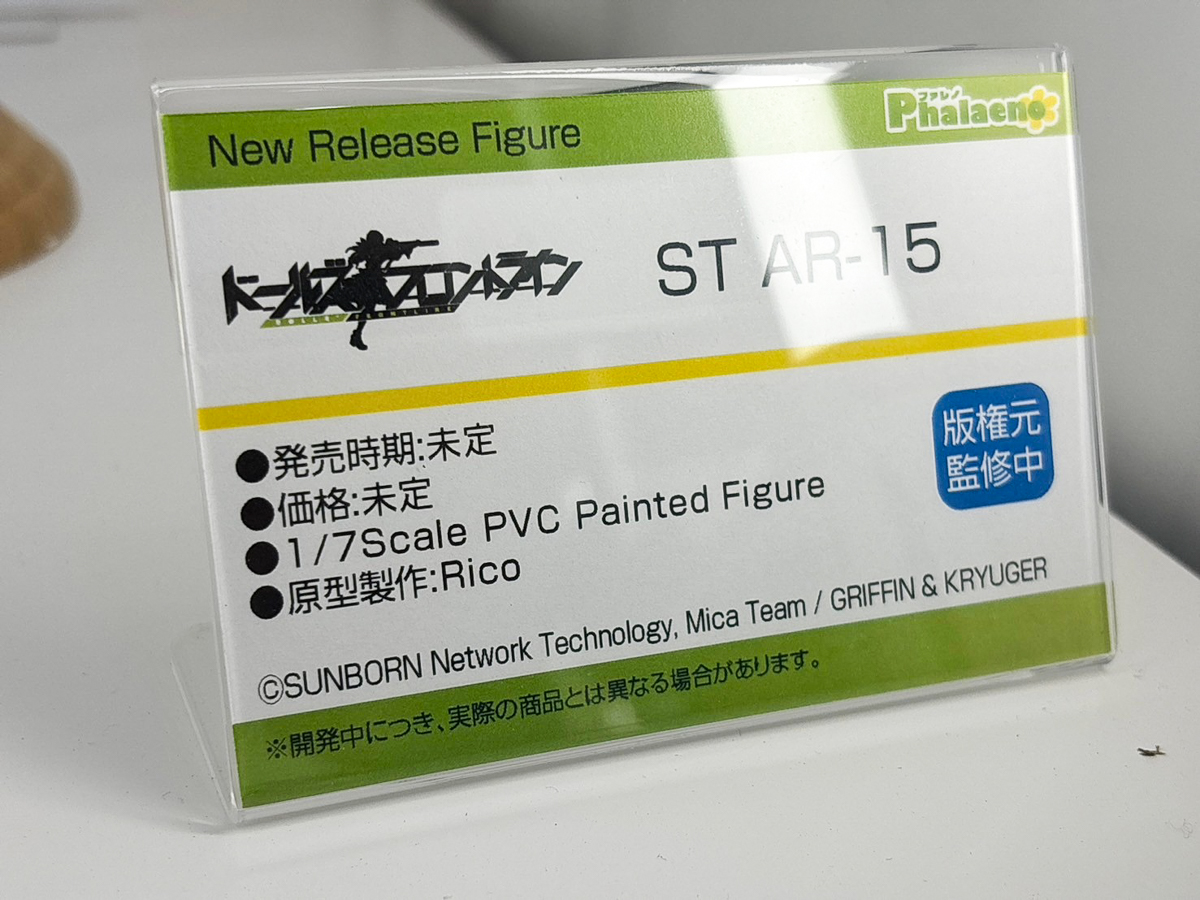 New Release Figure
ファレノ
Phalaeno
ドールズフロントライン
DOLLS' FRONTLINE
ST AR-15
●発売時期:未定
●価格:未定
●1/7Scale PVC Painted Figure
●原型製作:Rico
版権元
監修中
©SUNBORN Network Technology, Mica Team / GRIFFIN & KRYUGER
※開発中につき、実際の商品とは異なる場合があります。